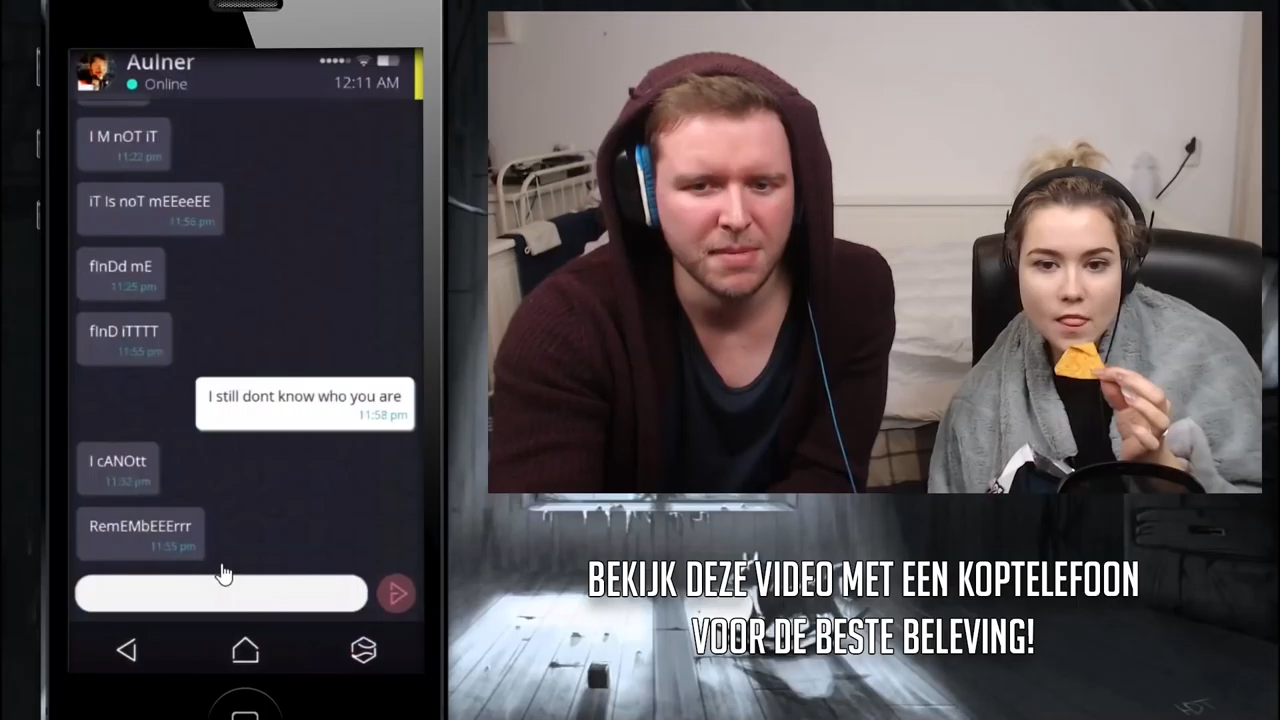 Aulner
Online
12:11 AM
I M nOT iT
11:22 pm
iT Is noT mEEeeEE
11:56 pm
fInDd mE
11:25 pm
fInD iTTTT
11:55 pm
I still dont know who you are
11:58 pm
I cANOtt
11:32 pm
RemEMbEEErrr
11:55 pm
BEKIJK DEZE VIDEO MET EEN KOPTELEFOON
VOOR DE BESTE BELEVING!